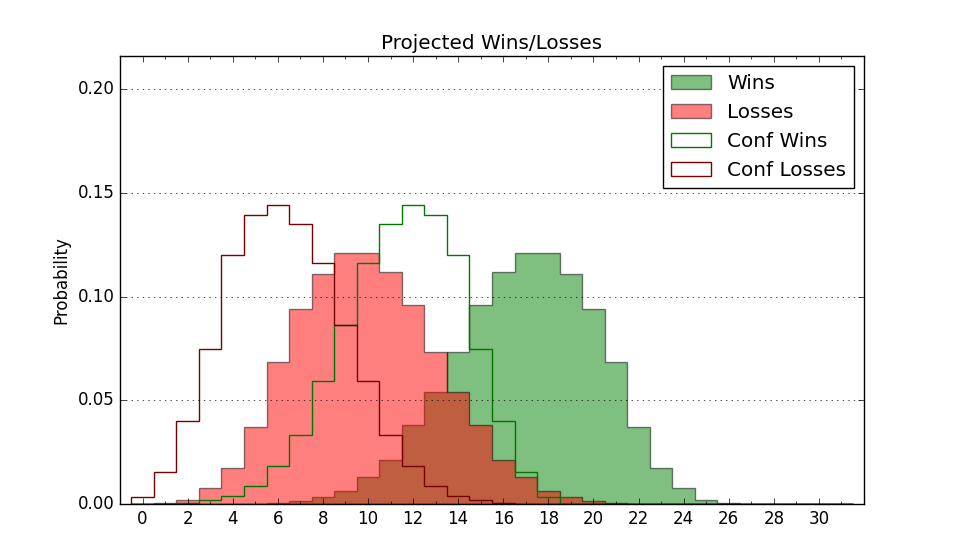 Projected Wins/Losses
Probability
0.20
0.15
0.10
0.05
0.00
Wins
Losses
Conf Wins
Conf Losses
0 2 4 6 8 10 12 14 16 18 20 22 24 26 28 30